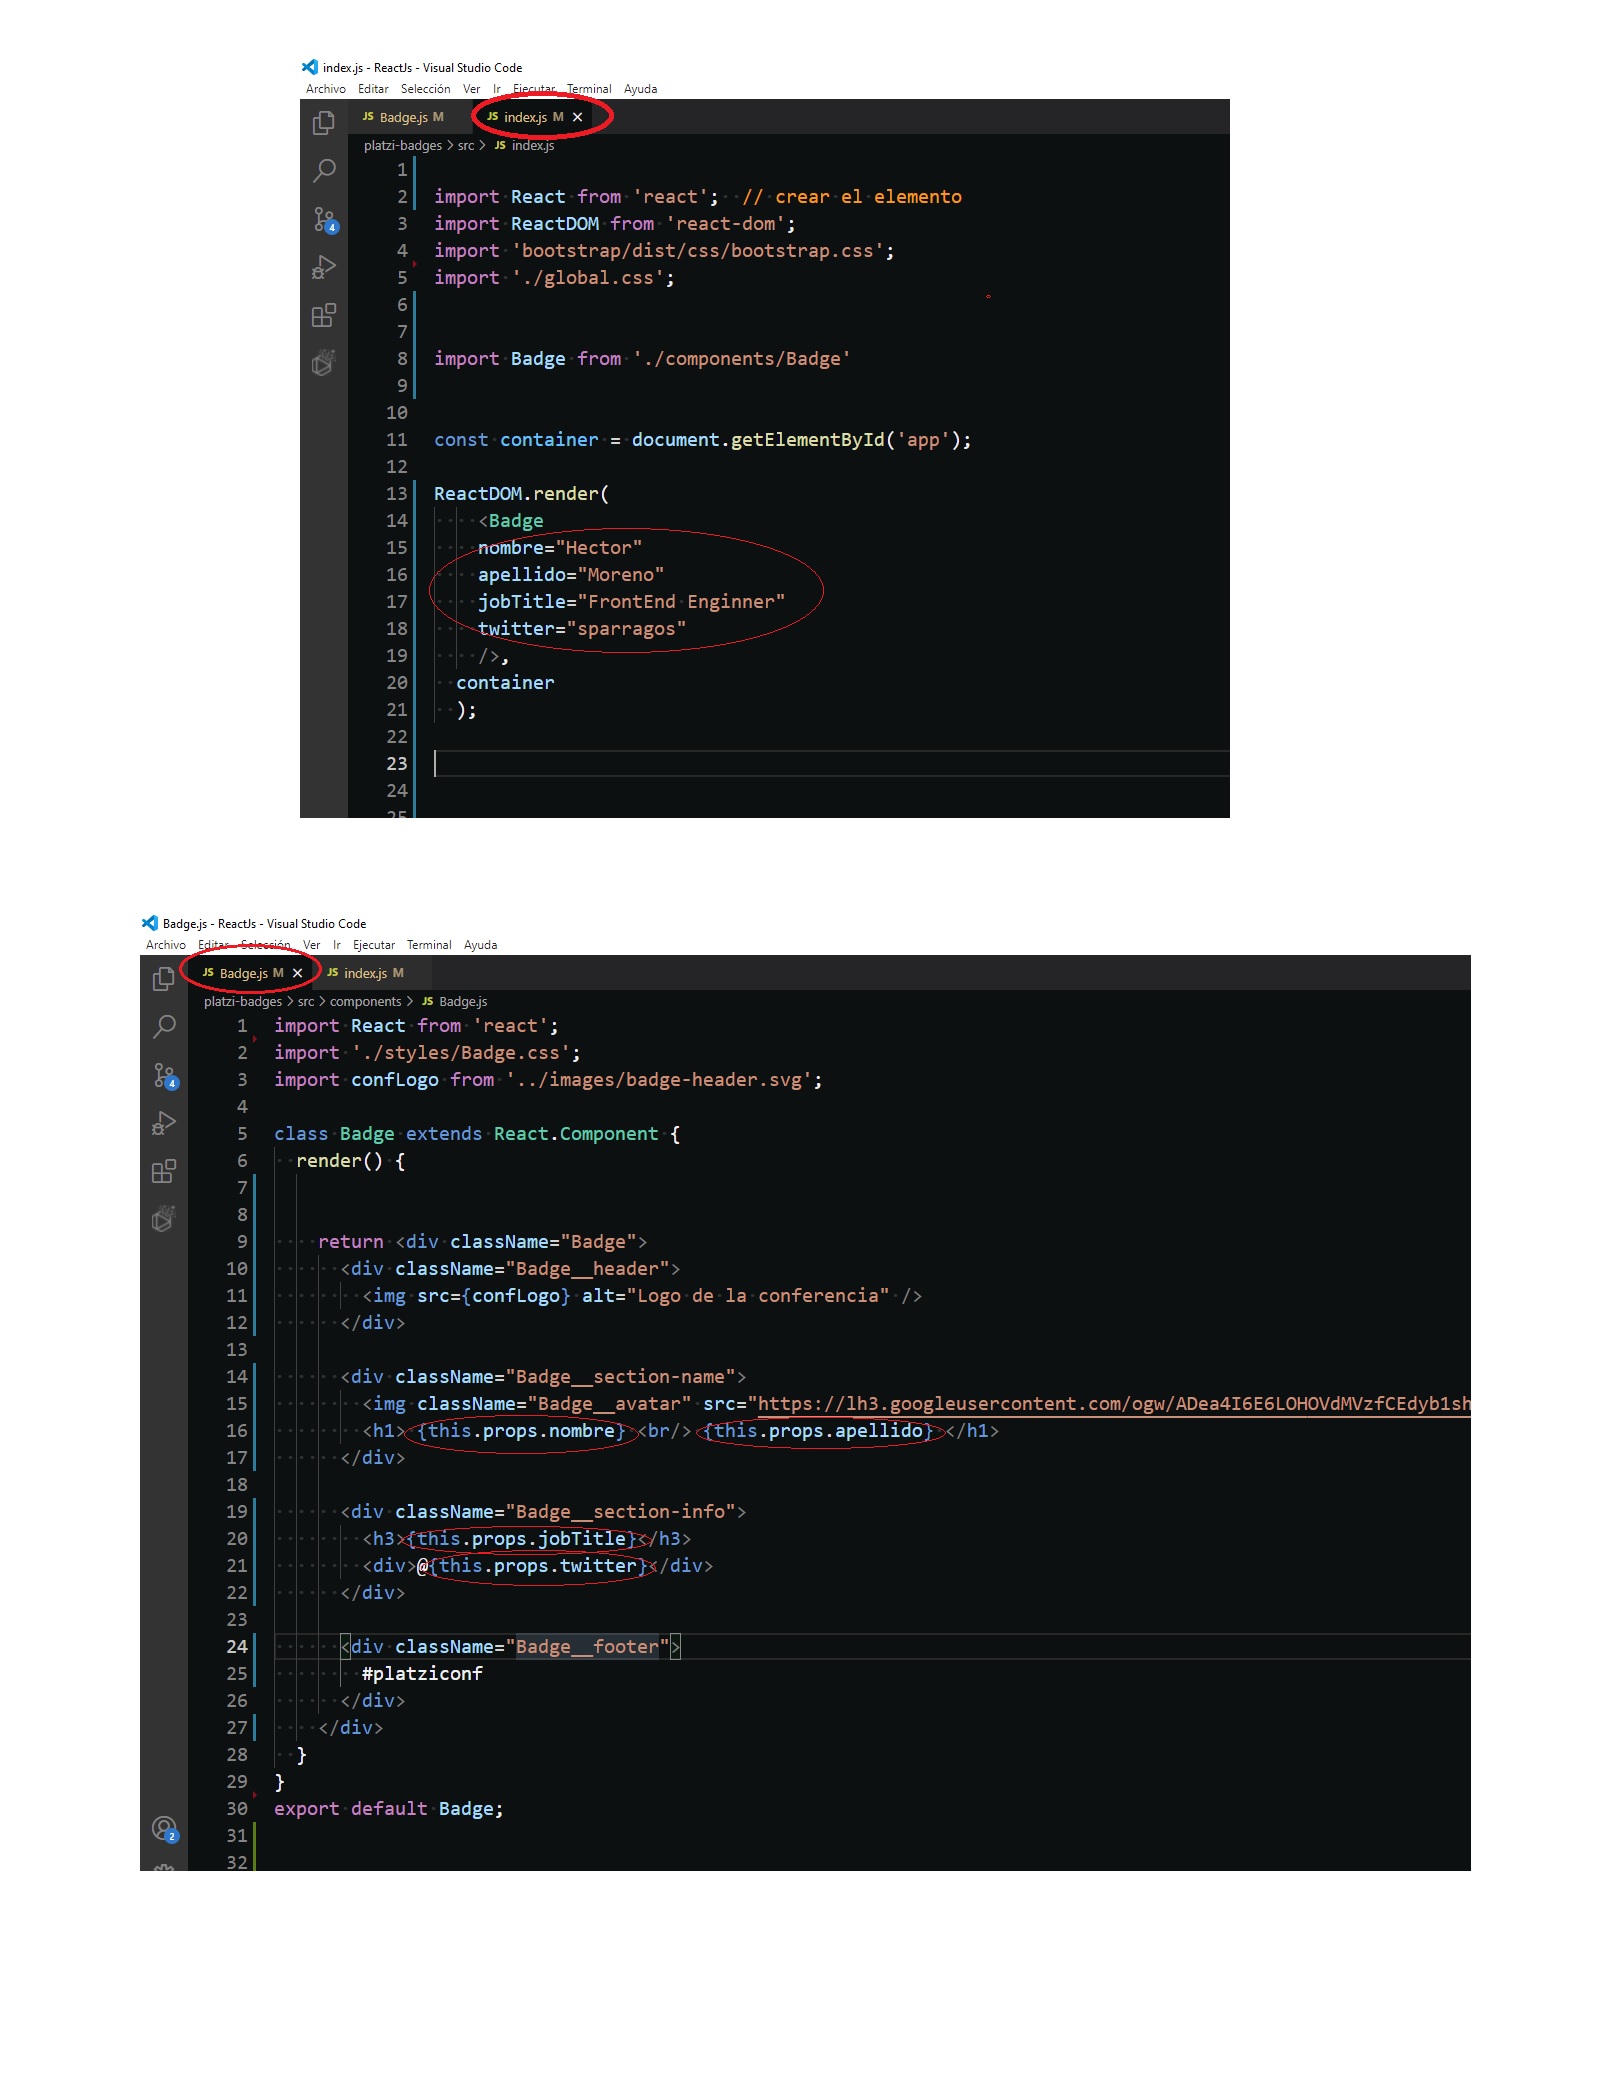 index.js - ReactJs - Visual Studio Code
Archivo Editar Selección Ver Ir Ejecutar Terminal Ayuda
JS Badge.js M JS index.js M ×
platzi-badges > src > JS index.js
4
1
2 import React from 'react'; // crear el elemento
3 import ReactDOM from 'react-dom';
4 import 'bootstrap/dist/css/bootstrap.css';
5 import './global.css';
6
7
8 import Badge from './components/Badge'
9
10
11 const container = document.getElementById('app');
12
13 ReactDOM.render(
14 <Badge
15 nombre="Hector"
16 apellido="Moreno"
17 jobTitle="FrontEnd Enginner"
18 twitter="sparragos"
19 />,
20 container
21 );
22
23
24
25
Badge.js - ReactJs - Visual Studio Code
Archivo Editar Selección Ver Ir Ejecutar Terminal Ayuda
JS Badge.js M × JS index.js M
platzi-badges > src > components > JS Badge.js
4
1 import React from 'react';
2 import './styles/Badge.css';
3 import confLogo from '../images/badge-header.svg';
4
5 class Badge extends React.Component {
6 render() {
7
8
9 return <div className="Badge">
10 <div className="Badge__header">
11 <img src={confLogo} alt="Logo de la conferencia" />
12 </div>
13
14 <div className="Badge__section-name">
15 <img className="Badge__avatar" src="https://lh3.googleusercontent.com/ogw/ADea4I6E6LOHOVdMVzfCEdyb1sh
16 <h1> {this.props.nombre} <br/> {this.props.apellido} </h1>
17 </div>
18
19 <div className="Badge__section-info">
20 <h3>{this.props.jobTitle}</h3>
21 <div>@{this.props.twitter}</div>
22 </div>
23
24 <div className="Badge__footer">
25 #platziconf
26 </div>
27 </div>
28 }
29 }
30 export default Badge;
31
32
2